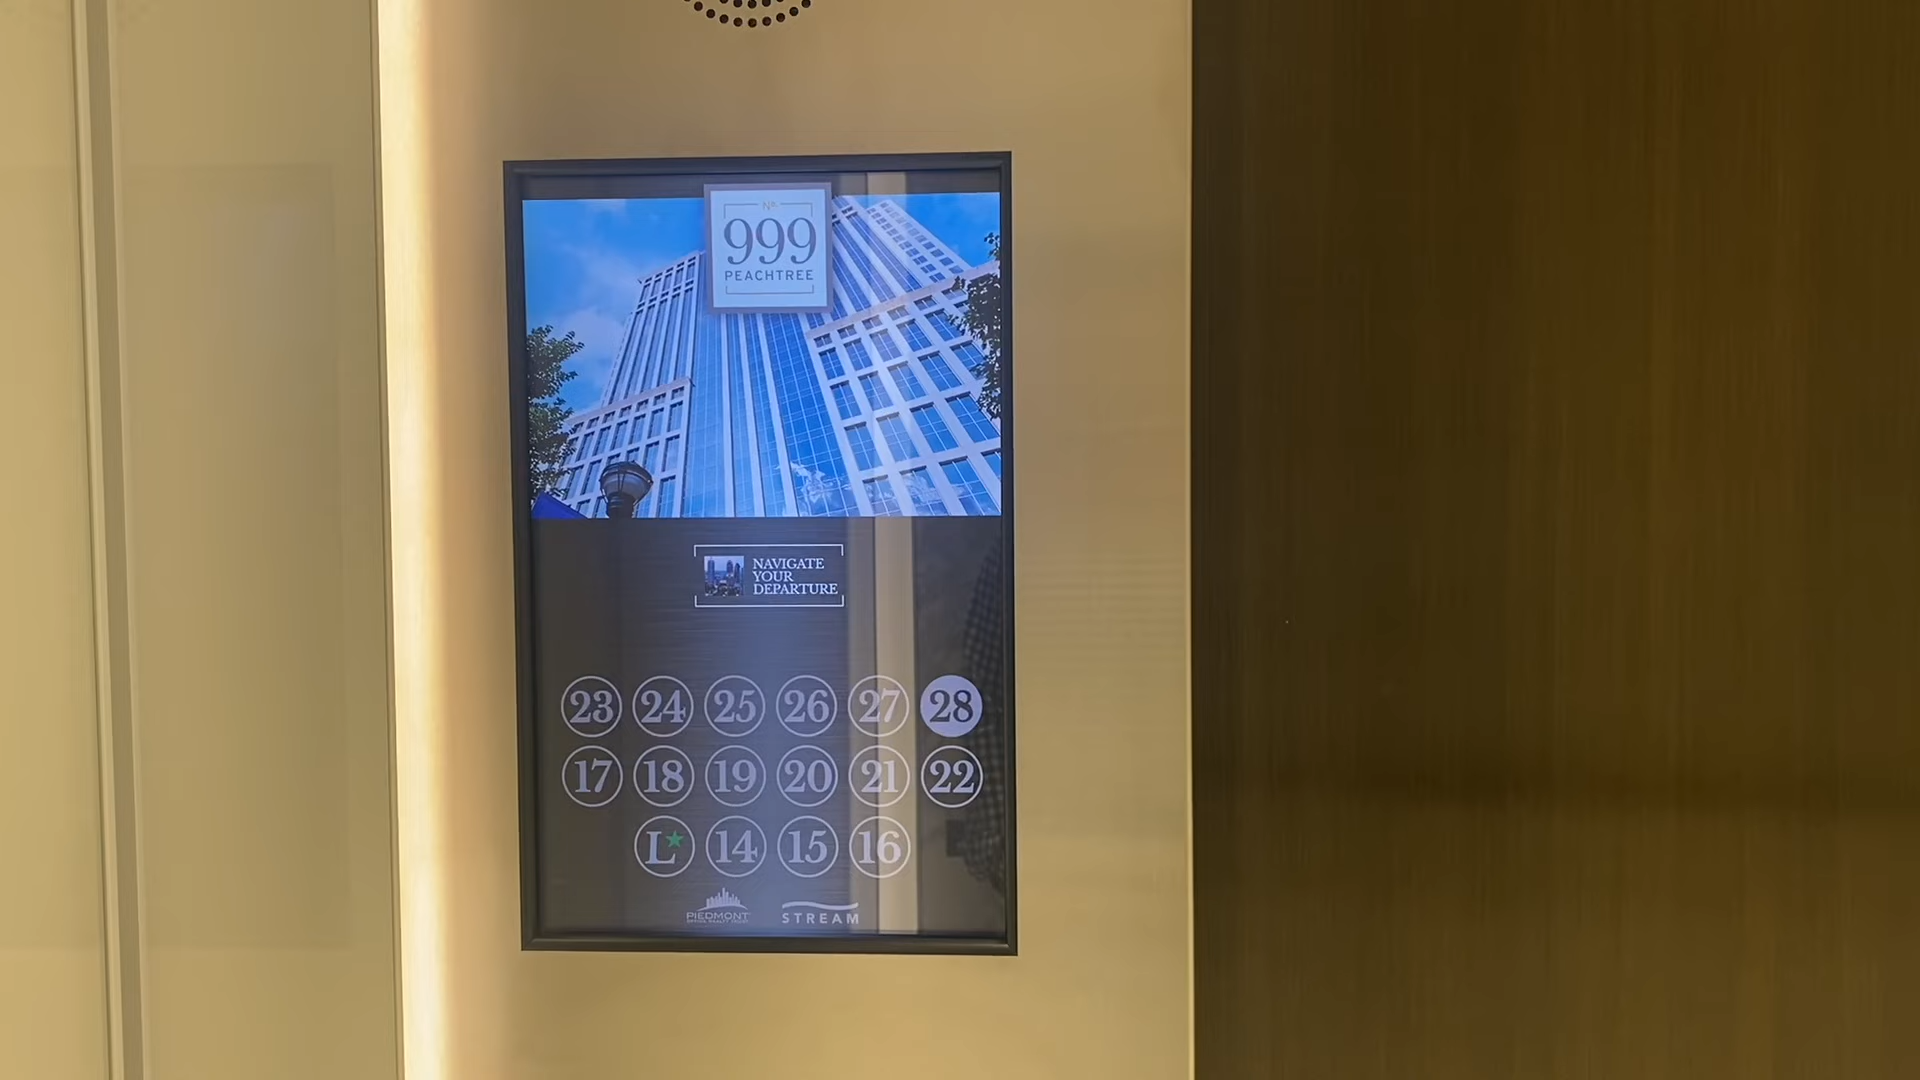 Nº
999
PEACHTREE
NAVIGATE
YOUR
DEPARTURE
23 24 25 26 27 28
17 18 19 20 21 22
L★ 14 15 16
PIEDMONT
STREAM